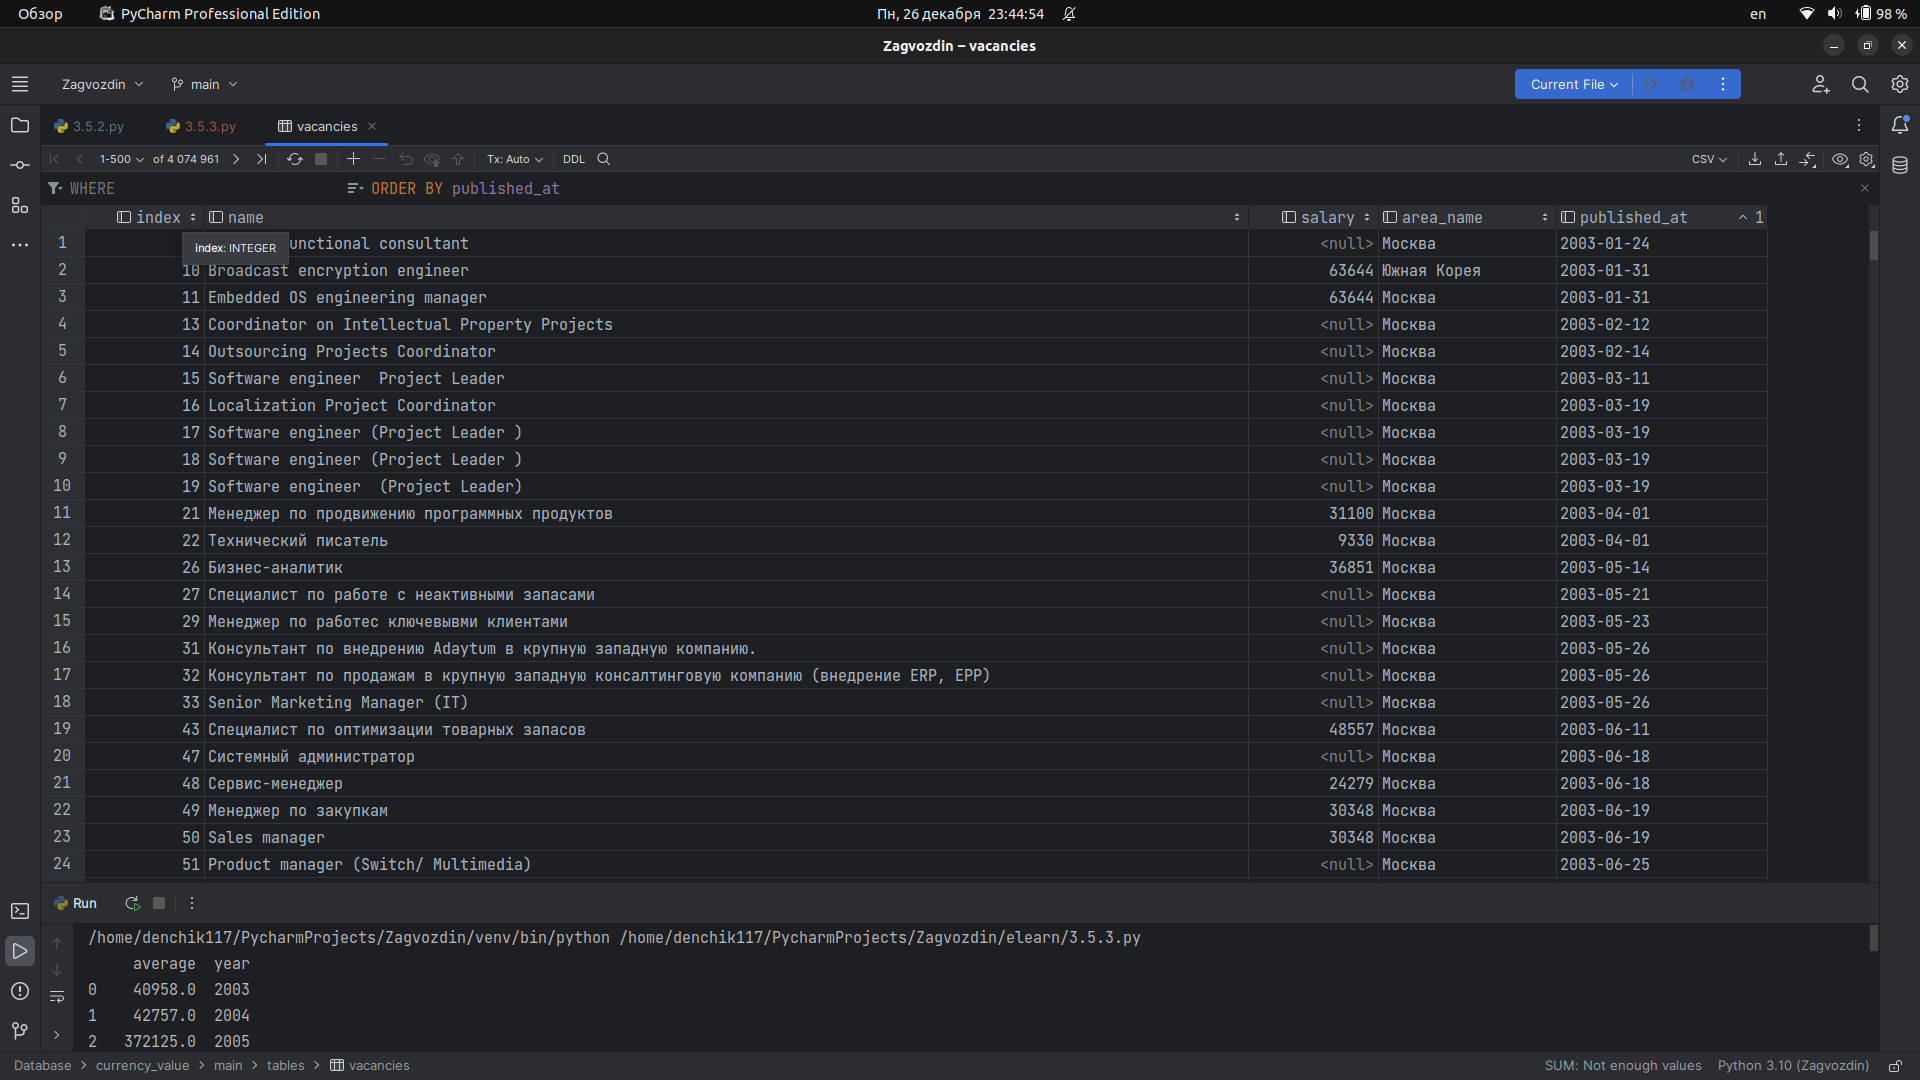 Обзор PyCharm Professional Edition Пн, 26 декабря 23:44:54 en 98 %
Zagvozdin – vacancies
Zagvozdin main Current File
3.5.2.py 3.5.3.py vacancies
1-500 of 4 074 961 Tx: Auto DDL CSV
WHERE ORDER BY published_at
index name salary area_name published_at 1
1 unctional consultant <null> Москва 2003-01-24
index: INTEGER
2 10 Broadcast encryption engineer 63644 Южная Корея 2003-01-31
3 11 Embedded OS engineering manager 63644 Москва 2003-01-31
4 13 Coordinator on Intellectual Property Projects <null> Москва 2003-02-12
5 14 Outsourcing Projects Coordinator <null> Москва 2003-02-14
6 15 Software engineer  Project Leader <null> Москва 2003-03-11
7 16 Localization Project Coordinator <null> Москва 2003-03-19
8 17 Software engineer (Project Leader ) <null> Москва 2003-03-19
9 18 Software engineer (Project Leader ) <null> Москва 2003-03-19
10 19 Software engineer  (Project Leader) <null> Москва 2003-03-19
11 21 Менеджер по продвижению программных продуктов 31100 Москва 2003-04-01
12 22 Технический писатель 9330 Москва 2003-04-01
13 26 Бизнес-аналитик 36851 Москва 2003-05-14
14 27 Специалист по работе с неактивными запасами <null> Москва 2003-05-21
15 29 Менеджер по работес ключевывми клиентами <null> Москва 2003-05-23
16 31 Консультант по внедрению Adaytum в крупную западную компанию. <null> Москва 2003-05-26
17 32 Консультант по продажам в крупную западную консалтинговую компанию (внедрение ERP, EPP) <null> Москва 2003-05-26
18 33 Senior Marketing Manager (IT) <null> Москва 2003-05-26
19 43 Специалист по оптимизации товарных запасов 48557 Москва 2003-06-11
20 47 Системный администратор <null> Москва 2003-06-18
21 48 Сервис-менеджер 24279 Москва 2003-06-18
22 49 Менеджер по закупкам 30348 Москва 2003-06-19
23 50 Sales manager 30348 Москва 2003-06-19
24 51 Product manager (Switch/ Multimedia) <null> Москва 2003-06-25
Run
/home/denchik117/PycharmProjects/Zagvozdin/venv/bin/python /home/denchik117/PycharmProjects/Zagvozdin/elearn/3.5.3.py
average year
0 40958.0 2003
1 42757.0 2004
2 372125.0 2005
Database currency_value main tables vacancies SUM: Not enough values Python 3.10 (Zagvozdin)